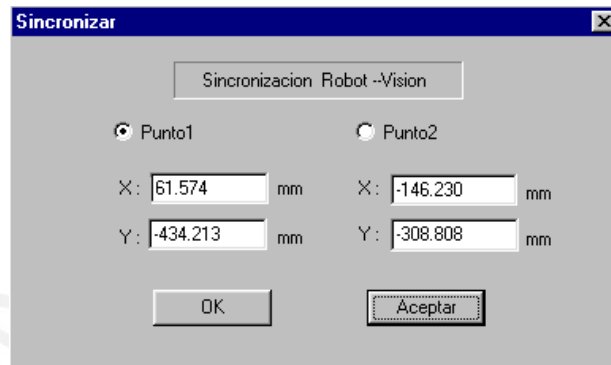 Sincronizar
Sincronizacion Robot --Vision
Punto1 Punto2
X: 61.574 mm X: -146.230 mm
Y: -434.213 mm Y: -308.808 mm
OK Aceptar